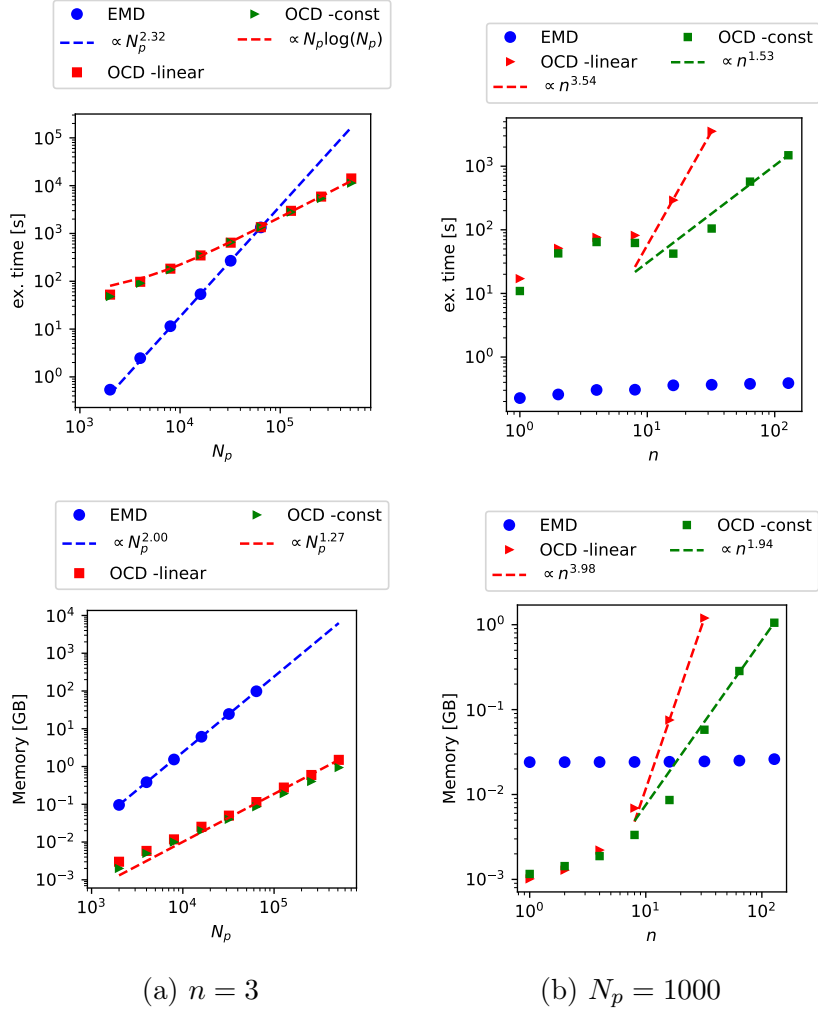 EMD
∝ N_p^{2.32}
OCD -linear
OCD -const
∝ N_p log(N_p)
10^5
10^4
10^3
10^2
10^1
10^0
ex. time [s]
10^3 10^4 10^5
N_p
EMD
OCD -linear
∝ n^{3.54}
OCD -const
∝ n^{1.53}
10^3
10^2
10^1
10^0
ex. time [s]
10^0 10^1 10^2
n
EMD
∝ N_p^{2.00}
OCD -linear
OCD -const
∝ N_p^{1.27}
10^4
10^3
10^2
10^1
10^0
10^{-1}
10^{-2}
10^{-3}
Memory [GB]
10^3 10^4 10^5
N_p
EMD
OCD -linear
∝ n^{3.98}
OCD -const
∝ n^{1.94}
10^0
10^{-1}
10^{-2}
10^{-3}
Memory [GB]
10^0 10^1 10^2
n
(a) n = 3
(b) N_p = 1000